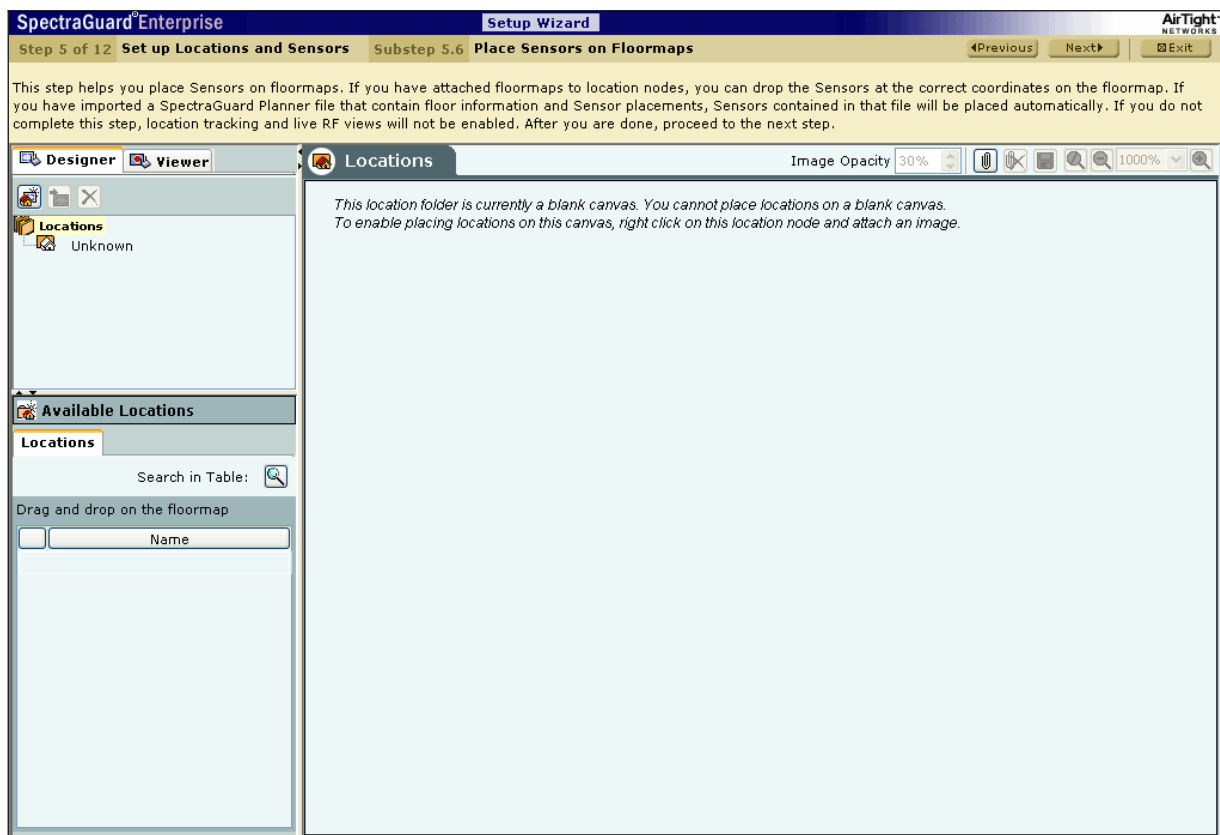 SpectraGuard®Enterprise Setup Wizard AirTight NETWORKS
Step 5 of 12 Set up Locations and Sensors Substep 5.6 Place Sensors on Floormaps Previous Next Exit
This step helps you place Sensors on floormaps. If you have attached floormaps to location nodes, you can drop the Sensors at the correct coordinates on the floormap. If
you have imported a SpectraGuard Planner file that contain floor information and Sensor placements, Sensors contained in that file will be placed automatically. If you do not
complete this step, location tracking and live RF views will not be enabled. After you are done, proceed to the next step.
Designer Viewer Locations Image Opacity 30% 1000%
This location folder is currently a blank canvas. You cannot place locations on a blank canvas.
To enable placing locations on this canvas, right click on this location node and attach an image.
Locations
Unknown
Available Locations
Locations
Search in Table:
Drag and drop on the floormap
Name